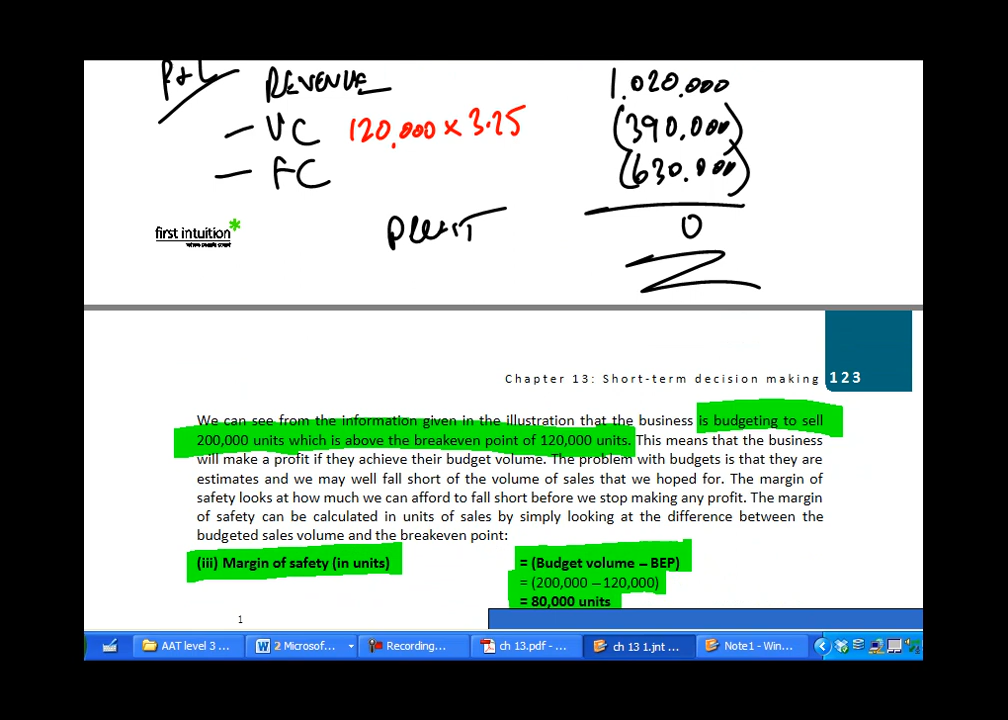 P+L REVENUE 1.020.000
— VC 120.000 x 3.25 (390.000)
— FC (630.000)
PROFIT 0
first intuition*
Chapter 13: Short-term decision making 123
We can see from the information given in the illustration that the business is budgeting to sell
200,000 units which is above the breakeven point of 120,000 units. This means that the business
will make a profit if they achieve their budget volume. The problem with budgets is that they are
estimates and we may well fall short of the volume of sales that we hoped for. The margin of
safety looks at how much we can afford to fall short before we stop making any profit. The margin
of safety can be calculated in units of sales by simply looking at the difference between the
budgeted sales volume and the breakeven point:
(iii) Margin of safety (in units) = (Budget volume – BEP)
= (200,000 – 120,000)
= 80,000 units
1
AAT level 3 ... 2 Microsof... Recording... ch 13.pdf - ... ch 13 1.jnt ... Note1 - Win...